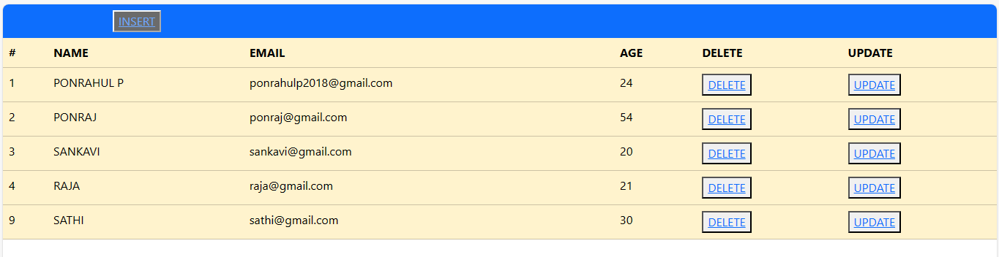 INSERT
# NAME EMAIL AGE DELETE UPDATE
1 PONRAHUL P ponrahulp2018@gmail.com 24 DELETE UPDATE
2 PONRAJ ponraj@gmail.com 54 DELETE UPDATE
3 SANKAVI sankavi@gmail.com 20 DELETE UPDATE
4 RAJA raja@gmail.com 21 DELETE UPDATE
9 SATHI sathi@gmail.com 30 DELETE UPDATE